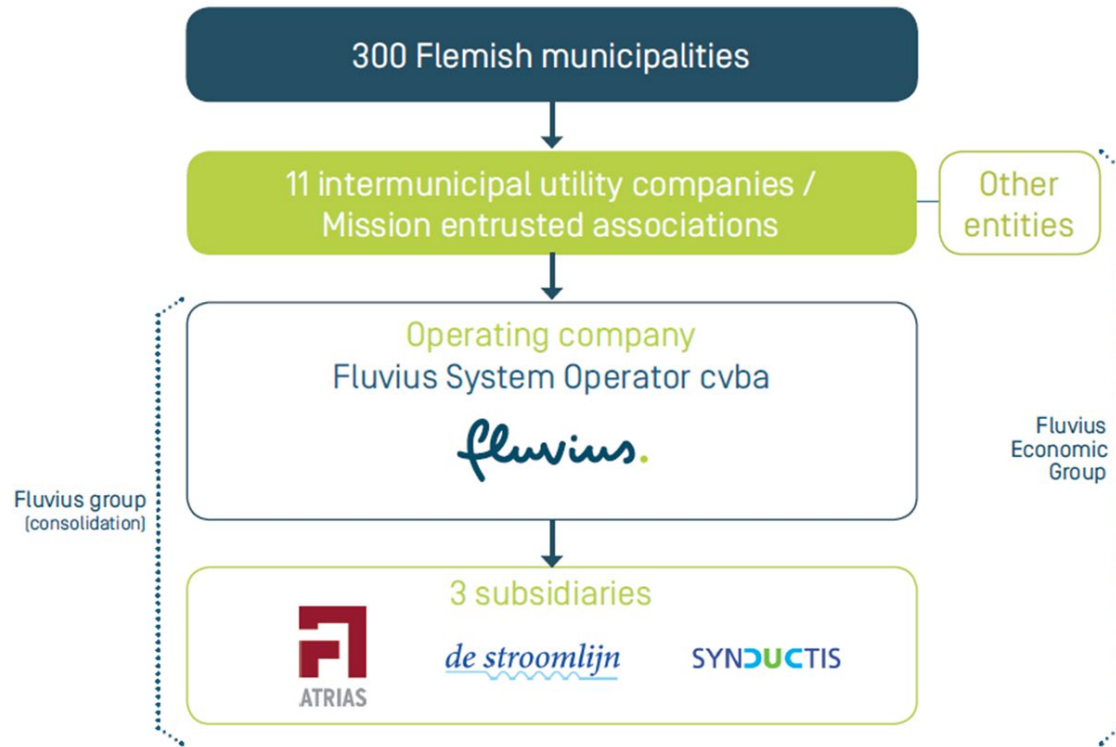 300 Flemish municipalities
11 intermunicipal utility companies /
Mission entrusted associations
Other
entities
Operating company
Fluvius System Operator cvba
fluvius.
Fluvius
Economic
Group
Fluvius group
(consolidation)
3 subsidiaries
ATRIAS
de stroomlijn
SYNDUCTIS